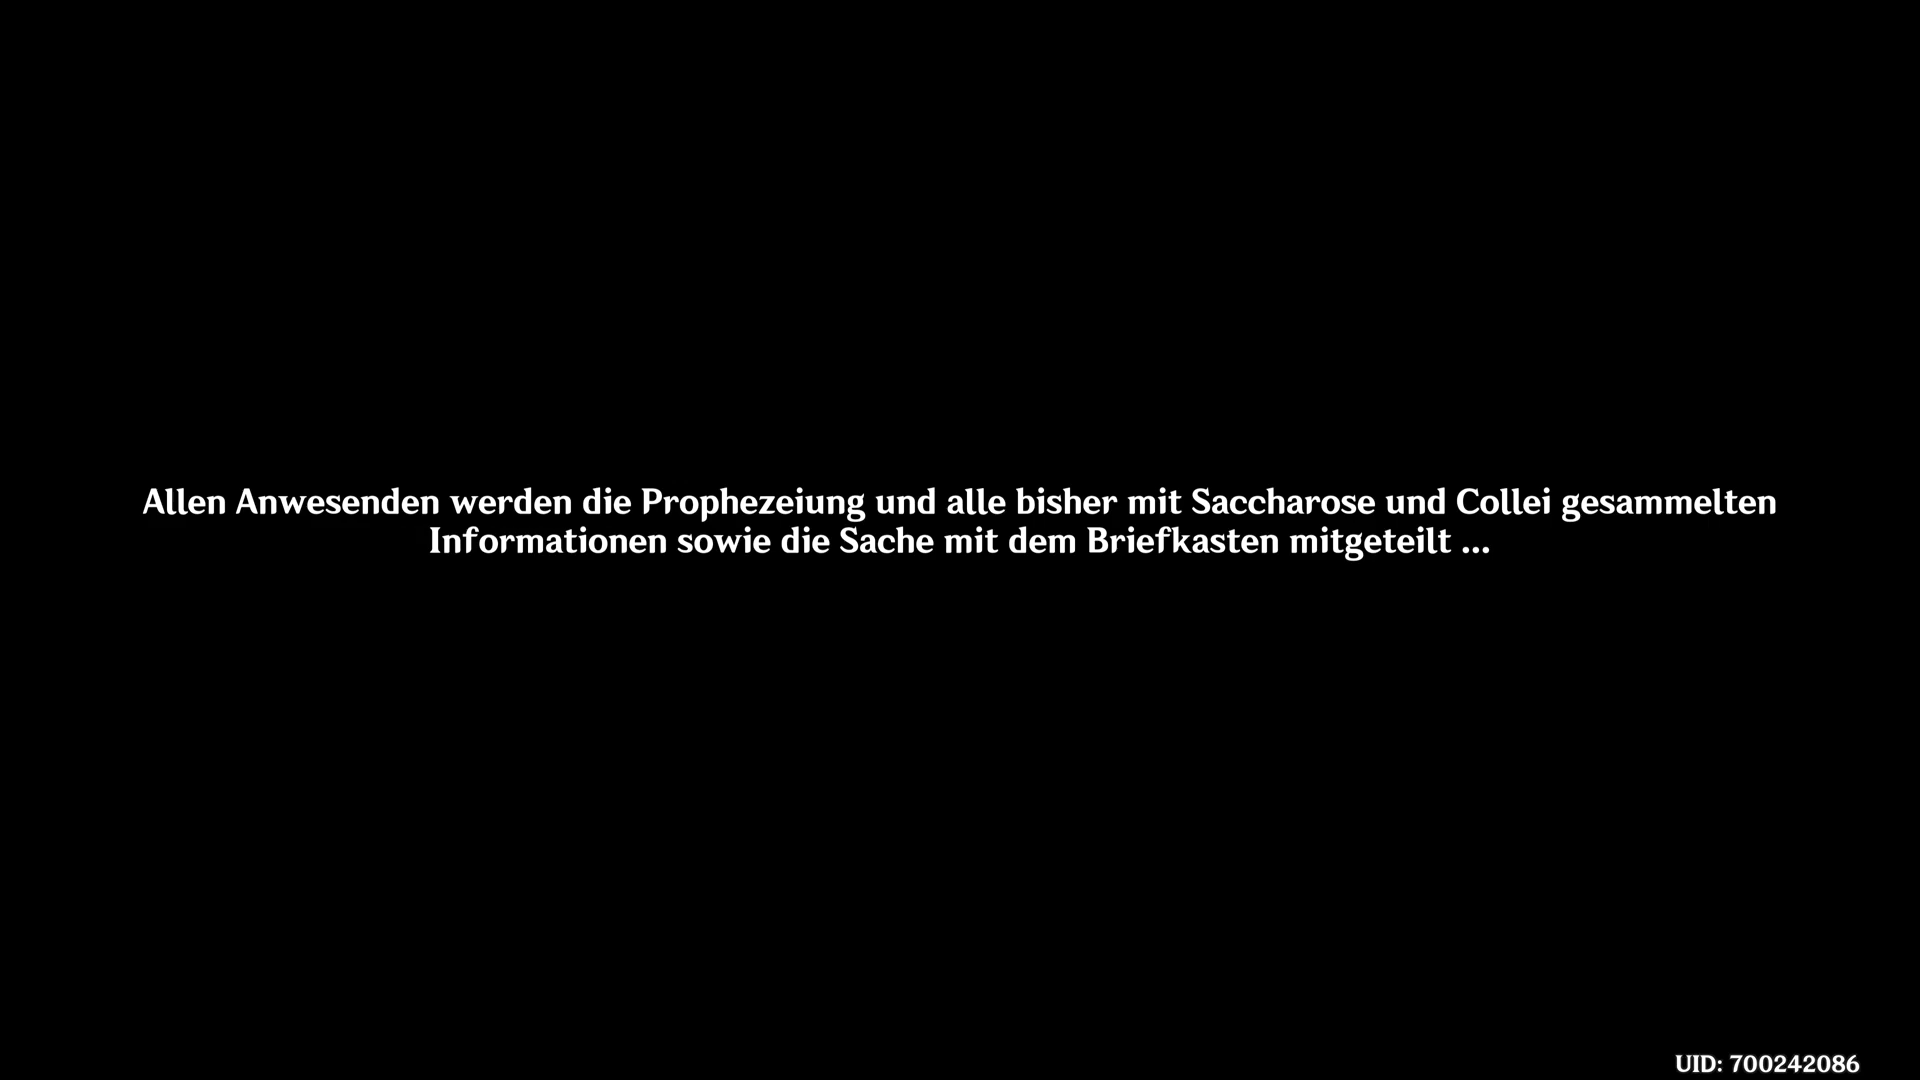 Allen Anwesenden werden die Prophezeiung und alle bisher mit Saccharose und Collei gesammelten
Informationen sowie die Sache mit dem Briefkasten mitgeteilt ...
UID: 700242086